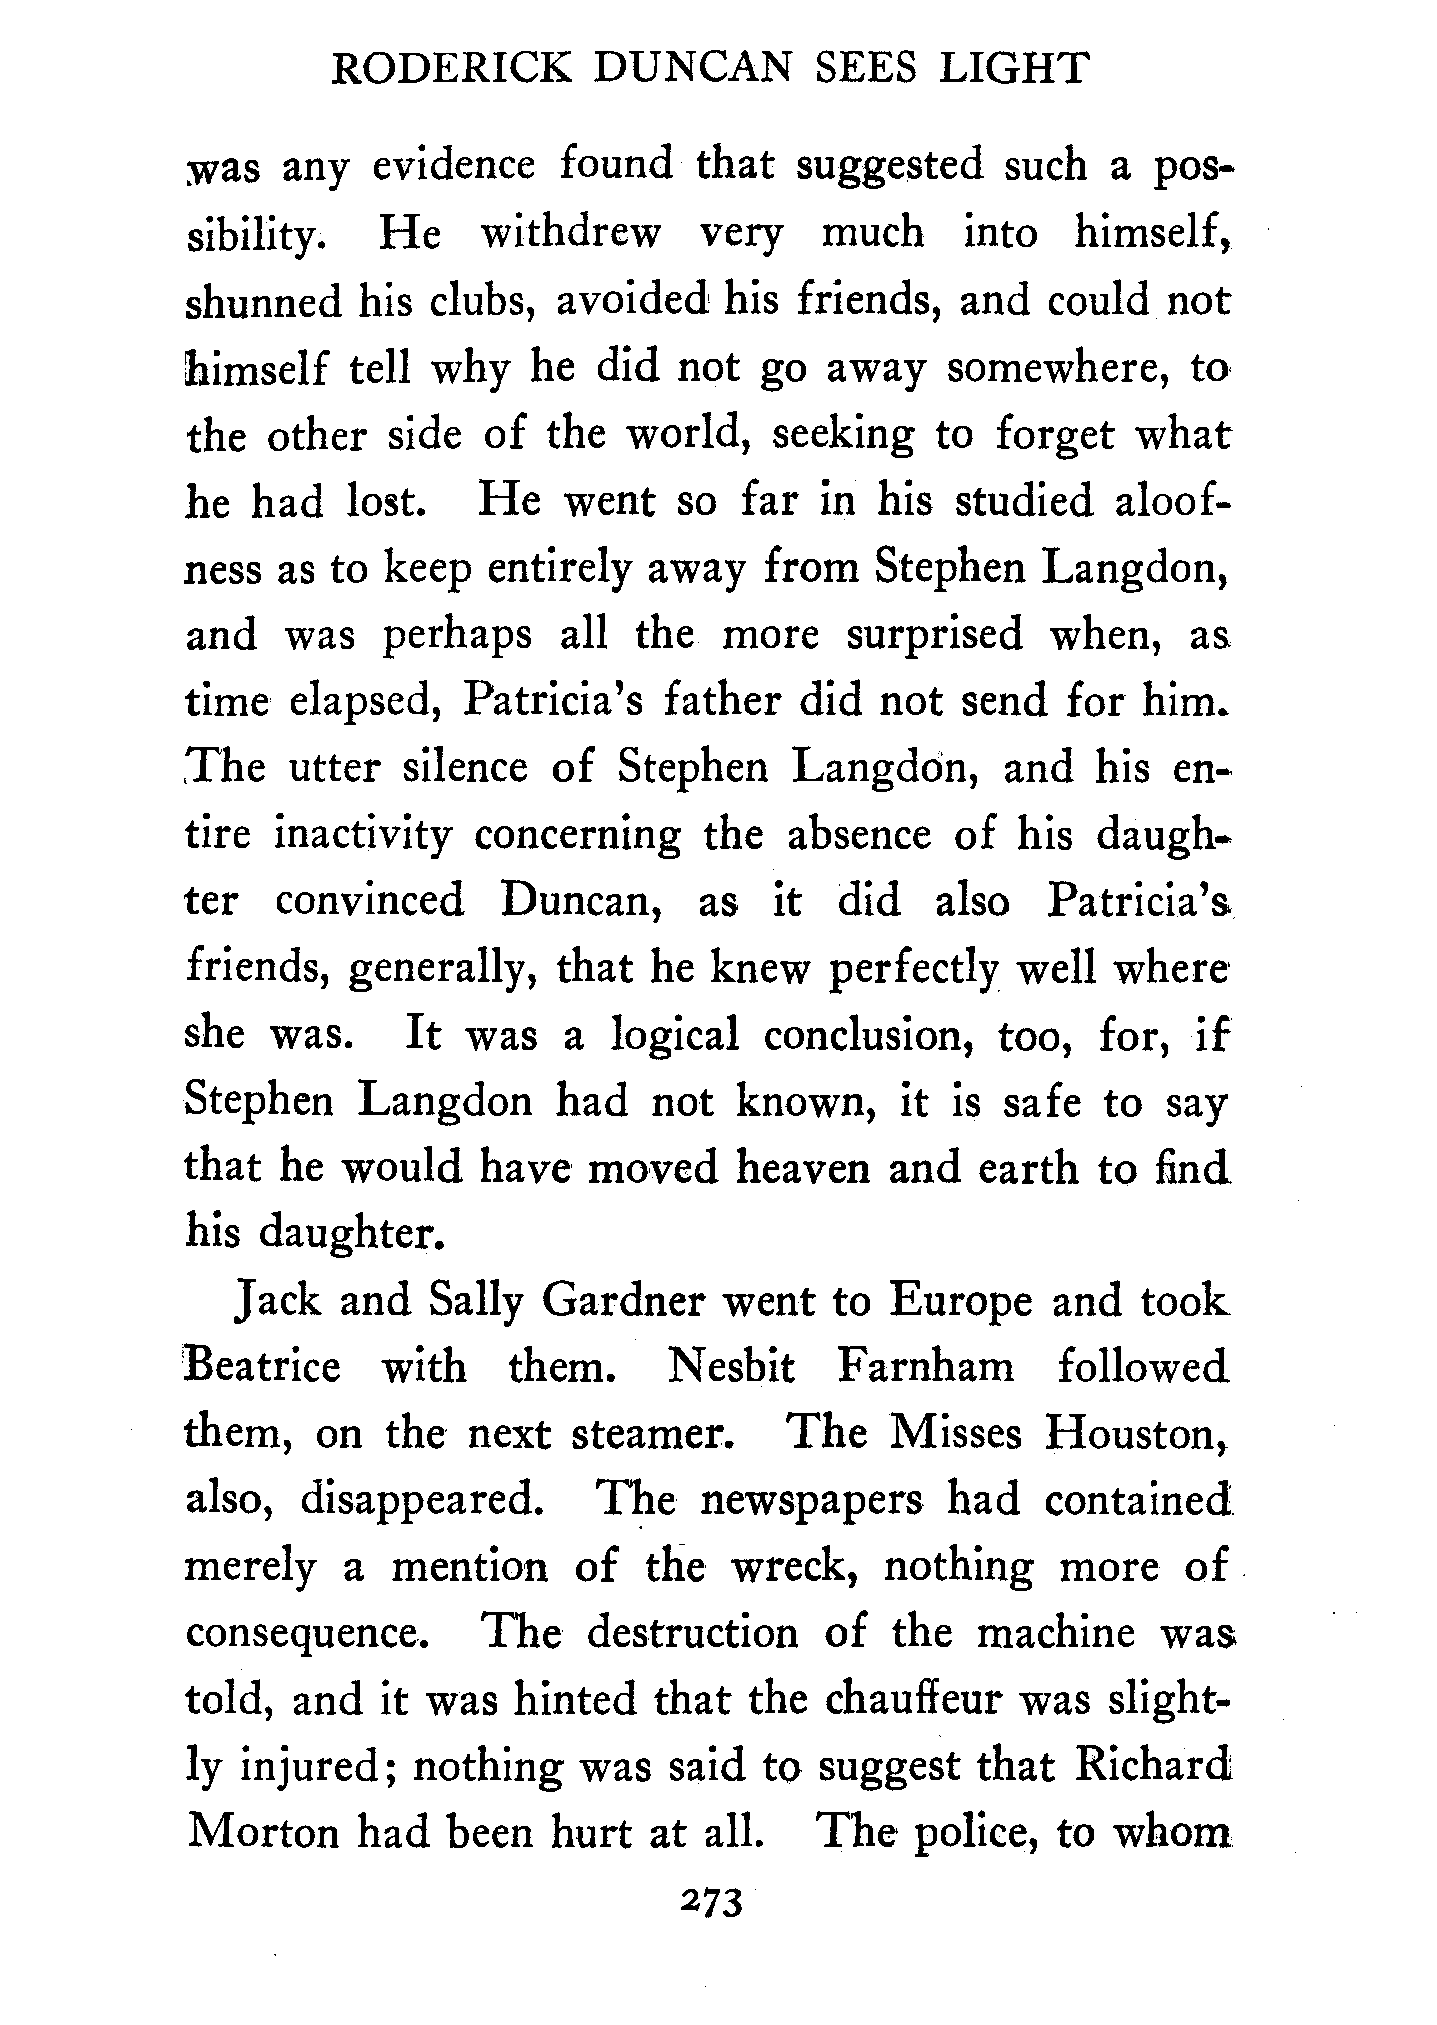 RODERICK DUNCAN SEES LIGHT
was any evidence found that suggested such a pos-
sibility. He withdrew very much into himself,
shunned his clubs, avoided his friends, and could not
himself tell why he did not go away somewhere, to
the other side of the world, seeking to forget what
he had lost. He went so far in his studied aloof-
ness as to keep entirely away from Stephen Langdon,
and was perhaps all the more surprised when, as
time elapsed, Patricia's father did not send for him.
The utter silence of Stephen Langdon, and his en-
tire inactivity concerning the absence of his daugh-
ter convinced Duncan, as it did also Patricia's
friends, generally, that he knew perfectly well where
she was. It was a logical conclusion, too, for, if
Stephen Langdon had not known, it is safe to say
that he would have moved heaven and earth to find
his daughter.
Jack and Sally Gardner went to Europe and took
Beatrice with them. Nesbit Farnham followed
them, on the next steamer. The Misses Houston,
also, disappeared. The newspapers had contained
merely a mention of the wreck, nothing more of
consequence. The destruction of the machine was
told, and it was hinted that the chauffeur was slight-
ly injured; nothing was said to suggest that Richard
Morton had been hurt at all. The police, to whom
273